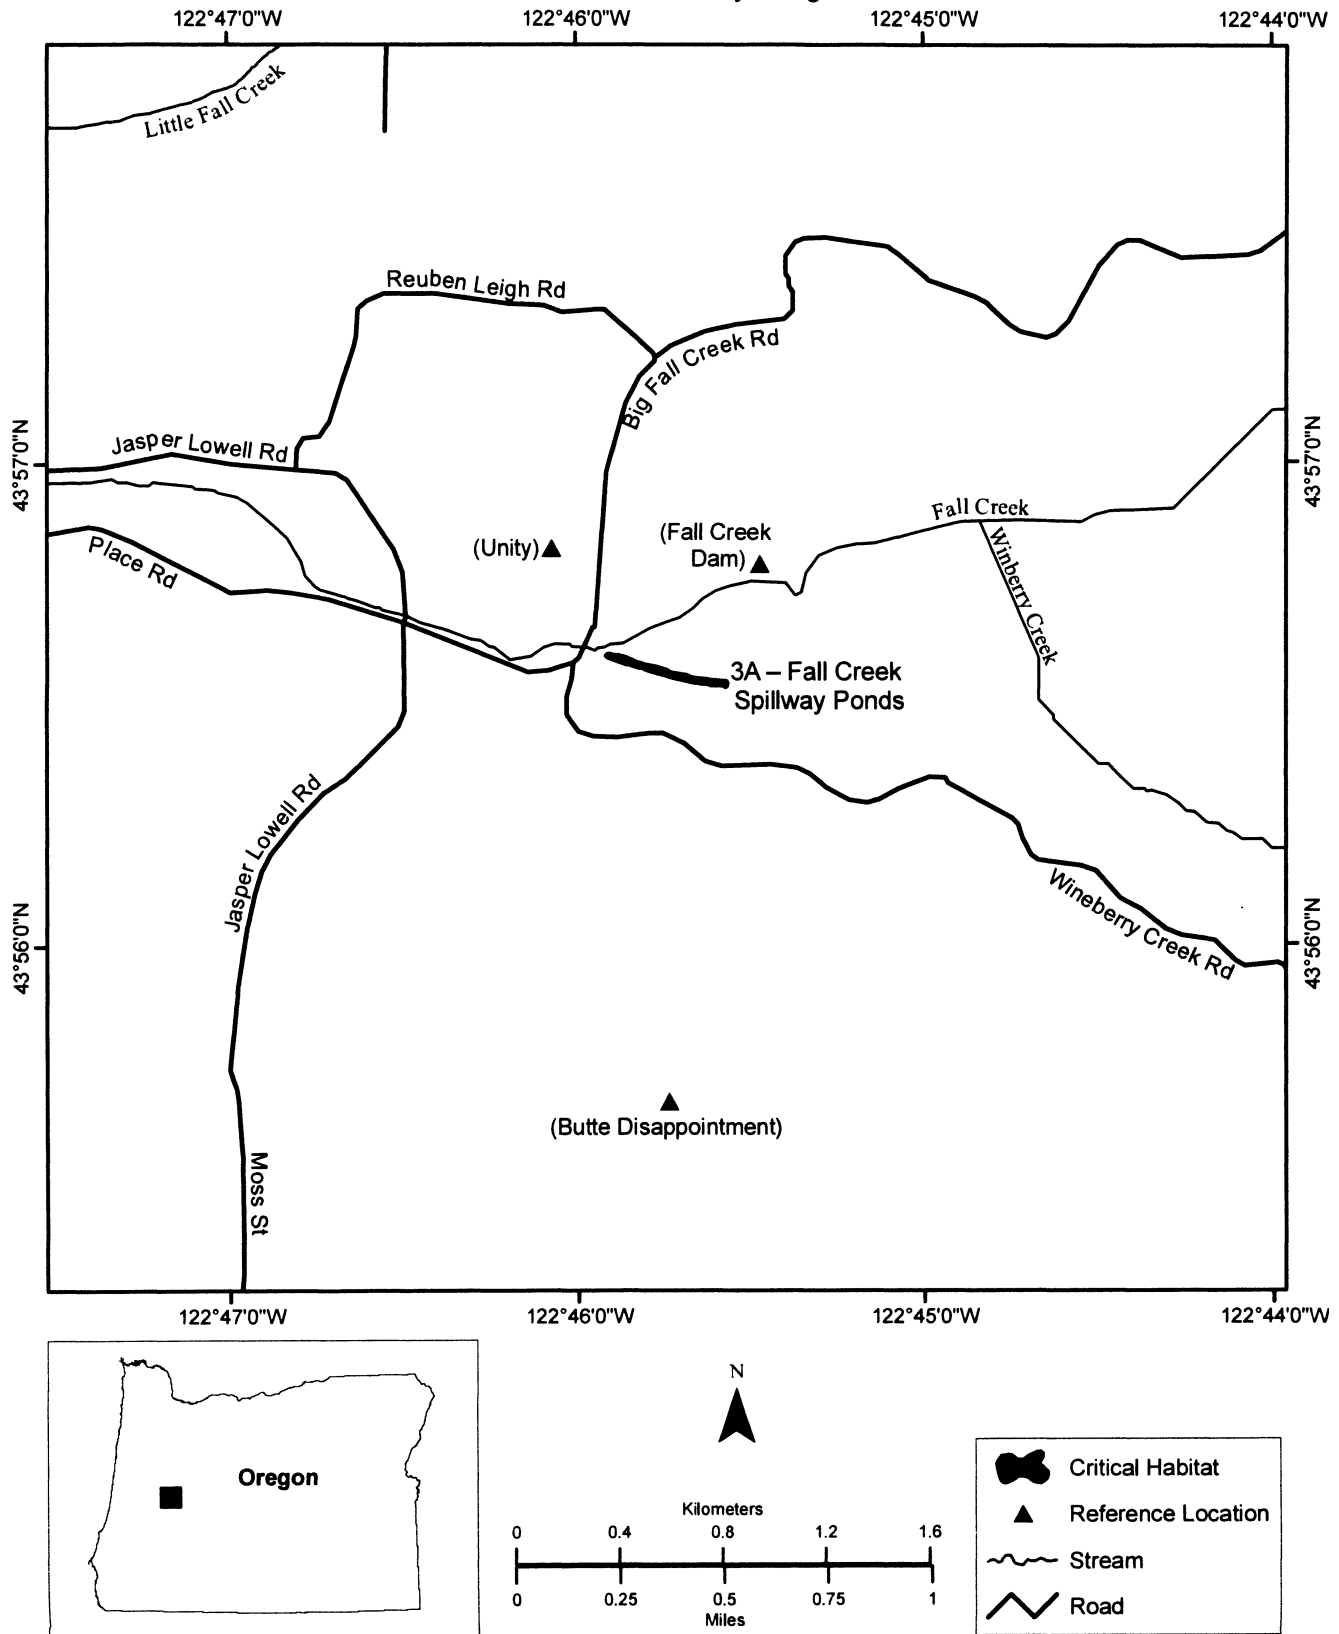 122°47'0"W 122°46'0"W 122°45'0"W 122°44'0"W
Little Fall Creek
Reuben Leigh Rd
Big Fall Creek Rd
Jasper Lowell Rd
43°57'0"N
43°57'0"N
Fall Creek
(Fall Creek
Dam)
(Unity)
Place Rd
Winberry Creek
3A – Fall Creek
Spillway Ponds
Jasper Lowell Rd
Wineberry Creek Rd
43°56'0"N
43°56'0"N
(Butte Disappointment)
Moss St
122°47'0"W 122°46'0"W 122°45'0"W 122°44'0"W
Oregon
N
Kilometers
0 0.4 0.8 1.2 1.6
0 0.25 0.5 0.75 1
Miles
Critical Habitat
Reference Location
Stream
Road